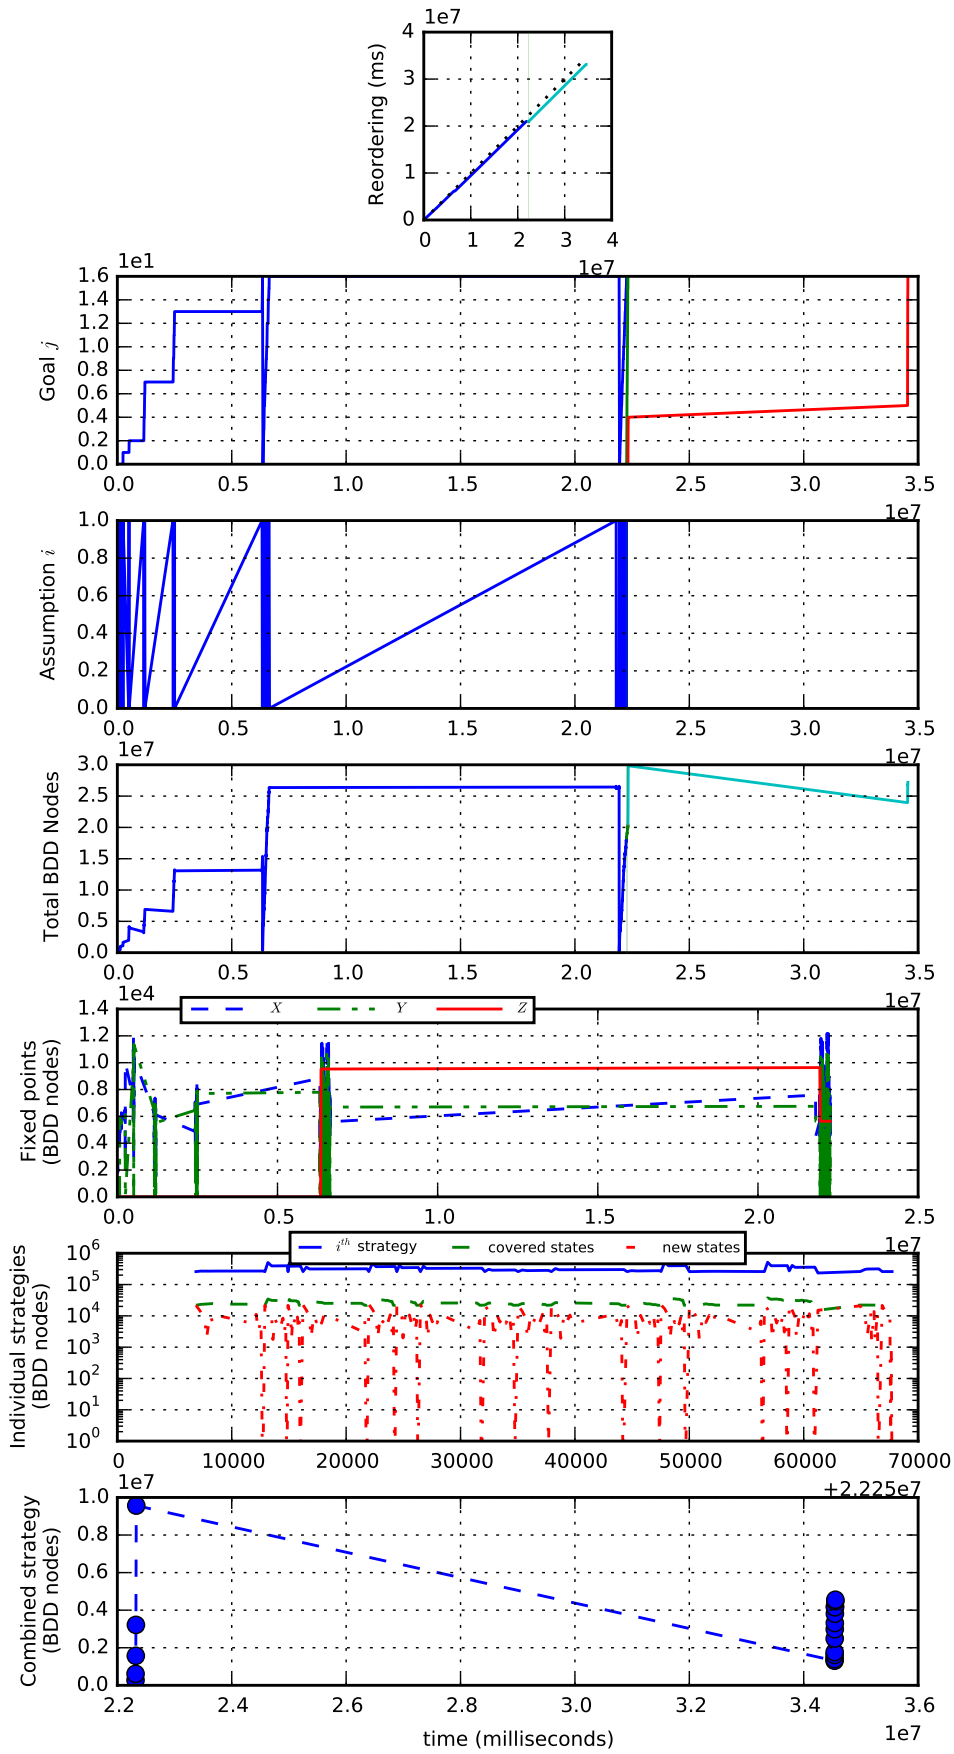 1e7
4
3
2
1
0
Reordering (ms)
0 1 2 3 4
1e7
1e1
1.6
1.4
1.2
1.0
0.8
0.6
0.4
0.2
0.0
Goal j
0.0 0.5 1.0 1.5 2.0 2.5 3.0 3.5
1e7
1.0
0.8
0.6
0.4
0.2
0.0
Assumption i
0.0 0.5 1.0 1.5 2.0 2.5 3.0 3.5
1e7
1e7
3.0
2.5
2.0
1.5
1.0
0.5
0.0
Total BDD Nodes
0.0 0.5 1.0 1.5 2.0 2.5 3.0 3.5
1e7
1e4
X Y Z
1.4
1.2
1.0
0.8
0.6
0.4
0.2
0.0
Fixed points
(BDD nodes)
0.0 0.5 1.0 1.5 2.0 2.5
1e7
i^th strategy covered states new states
10^6
10^5
10^4
10^3
10^2
10^1
10^0
Individual strategies
(BDD nodes)
0 10000 20000 30000 40000 50000 60000 70000
+2.225e7
1e7
1.0
0.8
0.6
0.4
0.2
0.0
Combined strategy
(BDD nodes)
2.2 2.4 2.6 2.8 3.0 3.2 3.4 3.6
1e7
time (milliseconds)